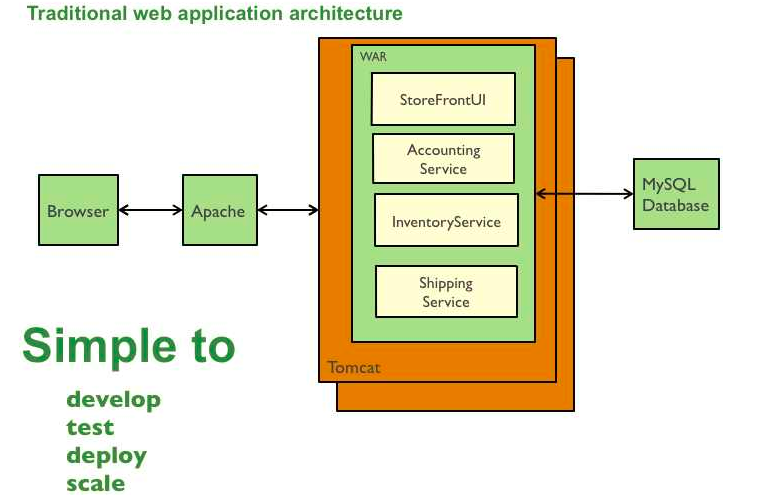 Traditional web application architecture
WAR
StoreFrontUI
Accounting
Service
InventoryService
Shipping
Service
Tomcat
Browser
Apache
MySQL
Database
Simple to
develop
test
deploy
scale